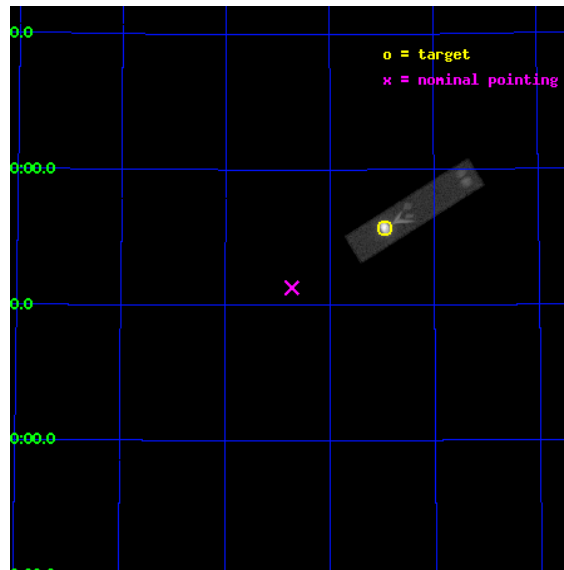 0.0
o = target
x = nominal pointing
0:00.0
0.0
0:00.0